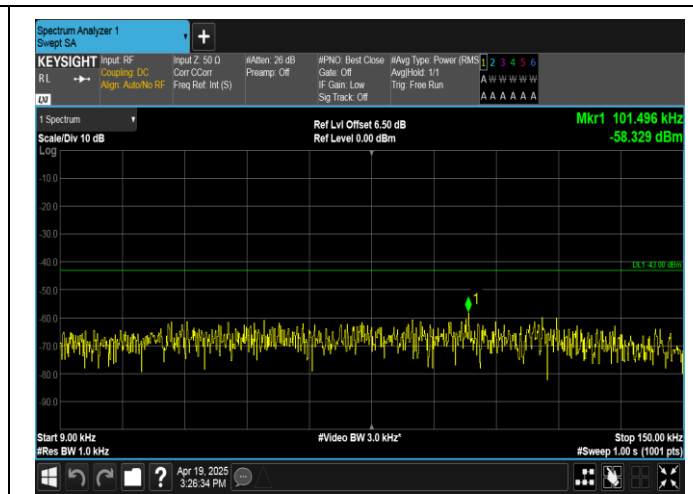 Spectrum Analyzer 1
Swept SA
+
KEYSIGHT Input: RF Input Z: 50 Ω #Atten: 26 dB #PNO: Best Close #Avg Type: Power (RMS 1 2 3 4 5 6
R L Coupling: DC Corr CCorr Preamp: Off Gate: Off Avg|Hold: 1/1 A W W W W W
Align: Auto/No RF Freq Ref: Int (S) IF Gain: Low Trig: Free Run
LXI Sig Track: Off A A A A A A
1 Spectrum Ref Lvl Offset 6.50 dB Mkr1 101.496 kHz
Scale/Div 10 dB Ref Level 0.00 dBm -58.329 dBm
Log
-10.0
-20.0
-30.0
-40.0
DL1 -43.00 dBm
-50.0
1
-60.0
-70.0
-80.0
-90.0
Start 9.00 kHz #Video BW 3.0 kHz* Stop 150.00 kHz
#Res BW 1.0 kHz #Sweep 1.00 s (1001 pts)
? Apr 19, 2025
3:26:34 PM